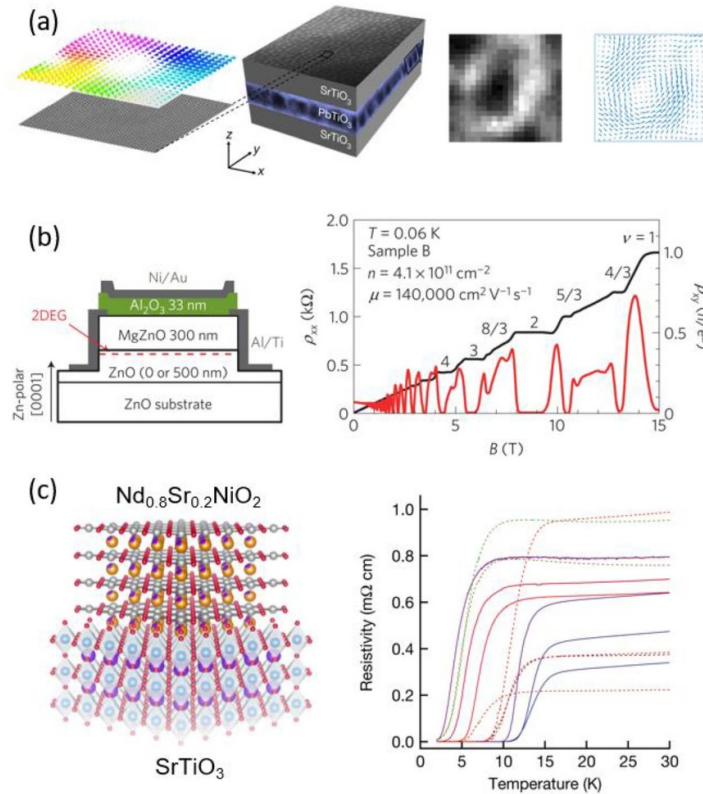 (a)
SrTiO₃
PbTiO₃
SrTiO₃
z
y
x
(b)
Ni/Au
Al₂O₃ 33 nm
2DEG
MgZnO 300 nm
Al/Ti
ZnO (0 or 500 nm)
ZnO substrate
Zn-polar
[0001]
T = 0.06 K
Sample B
n = 4.1 × 10¹¹ cm⁻²
μ = 140,000 cm² V⁻¹ s⁻¹
ν = 1
4/3
5/3
2
8/3
3
4
2.0
1.5
1.0
0.5
0
ρxx (kΩ)
0 5 10 15
B (T)
1.0
0.5
0
(c)
Nd₀.₈Sr₀.₂NiO₂
SrTiO₃
Resistivity (mΩ cm)
1.0
0.8
0.6
0.4
0.2
0.0
0 5 10 15 20 25 30
Temperature (K)